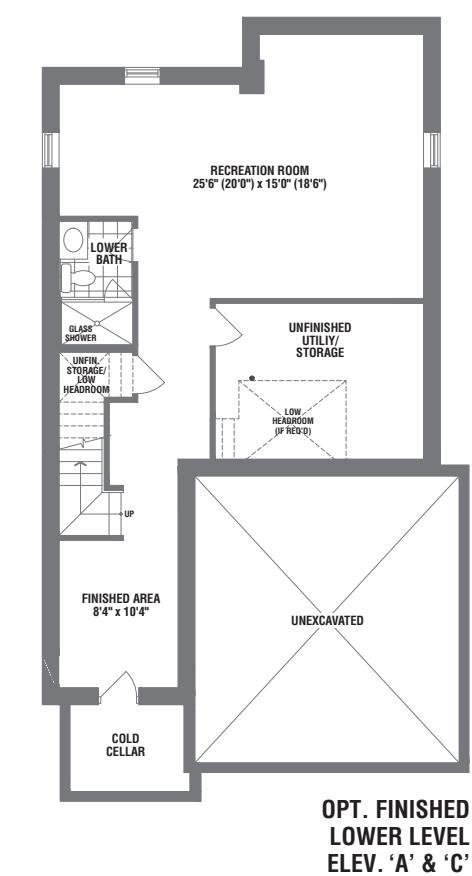 RECREATION ROOM
25'6" (20'0") x 15'0" (18'6")
LOWER
BATH
GLASS
SHOWER
UNFINISHED
UTILIY/
STORAGE
UNFIN.
STORAGE/
LOW
HEADROOM
LOW
HEADROOM
(IF REQ'D)
UP
FINISHED AREA
8'4" x 10'4"
UNEXCAVATED
COLD
CELLAR
OPT. FINISHED
LOWER LEVEL
ELEV. ‘A’ & ‘C’